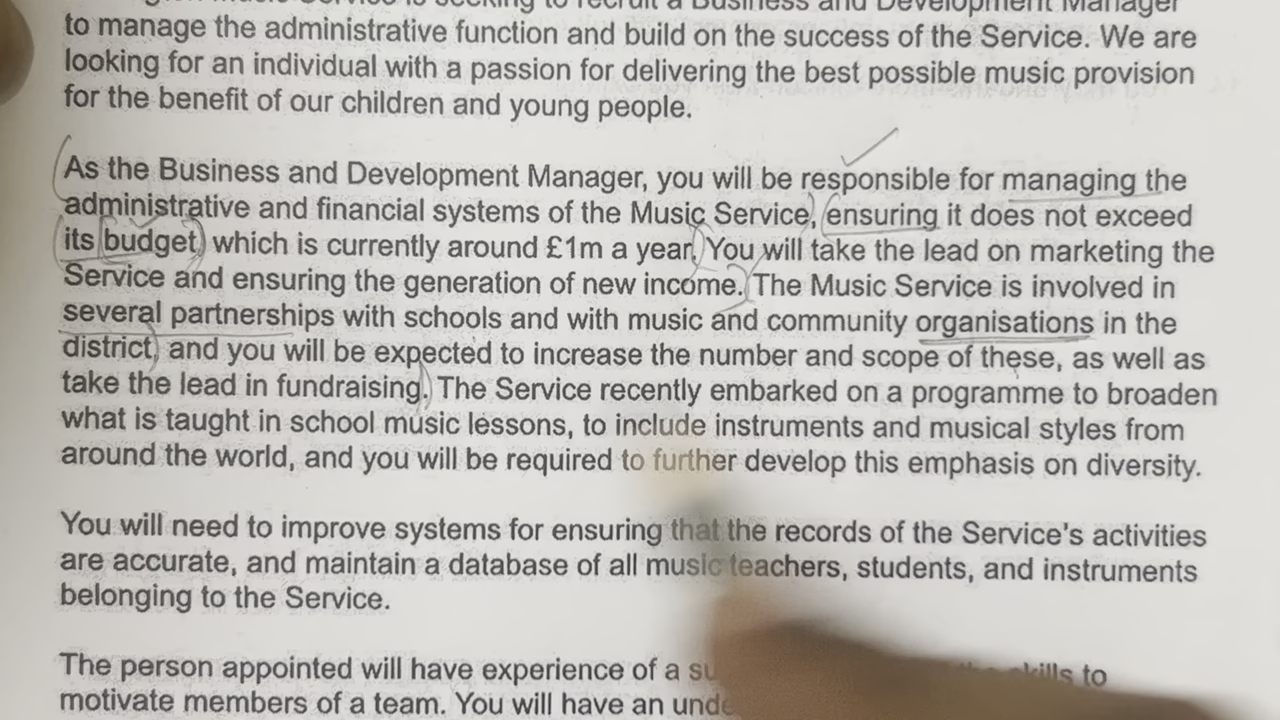 Music Service is seeking to recruit a Business and Development Manager
to manage the administrative function and build on the success of the Service. We are
looking for an individual with a passion for delivering the best possible music provision
for the benefit of our children and young people.
As the Business and Development Manager, you will be responsible for managing the
administrative and financial systems of the Music Service, ensuring it does not exceed
its budget, which is currently around £1m a year. You will take the lead on marketing the
Service and ensuring the generation of new income. The Music Service is involved in
several partnerships with schools and with music and community organisations in the
district, and you will be expected to increase the number and scope of these, as well as
take the lead in fundraising. The Service recently embarked on a programme to broaden
what is taught in school music lessons, to include instruments and musical styles from
around the world, and you will be required to further develop this emphasis on diversity.
You will need to improve systems for ensuring that the records of the Service's activities
are accurate, and maintain a database of all music teachers, students, and instruments
belonging to the Service.
The person appointed will have experience of a skills to
motivate members of a team. You will have an